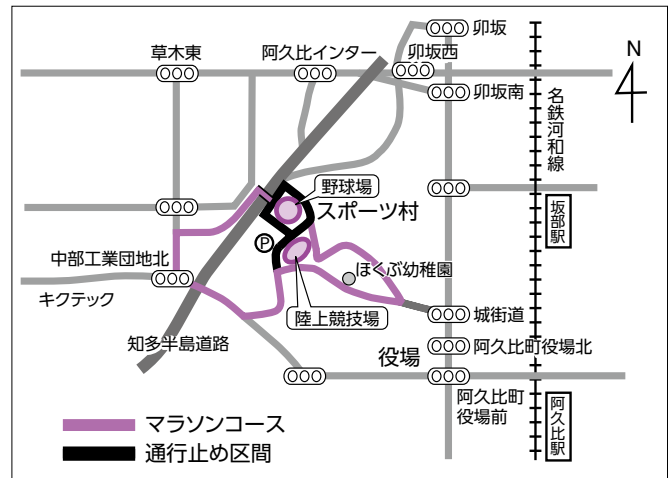 卯坂
草木東
阿久比インター
卯坂西
N
卯坂南
名鉄河和線
野球場
スポーツ村
坂部駅
P
中部工業団地北
ほくぶ幼稚園
キクテック
陸上競技場
城街道
知多半島道路
役場
阿久比町役場北
阿久比町
役場前
阿久比駅
マラソンコース
通行止め区間